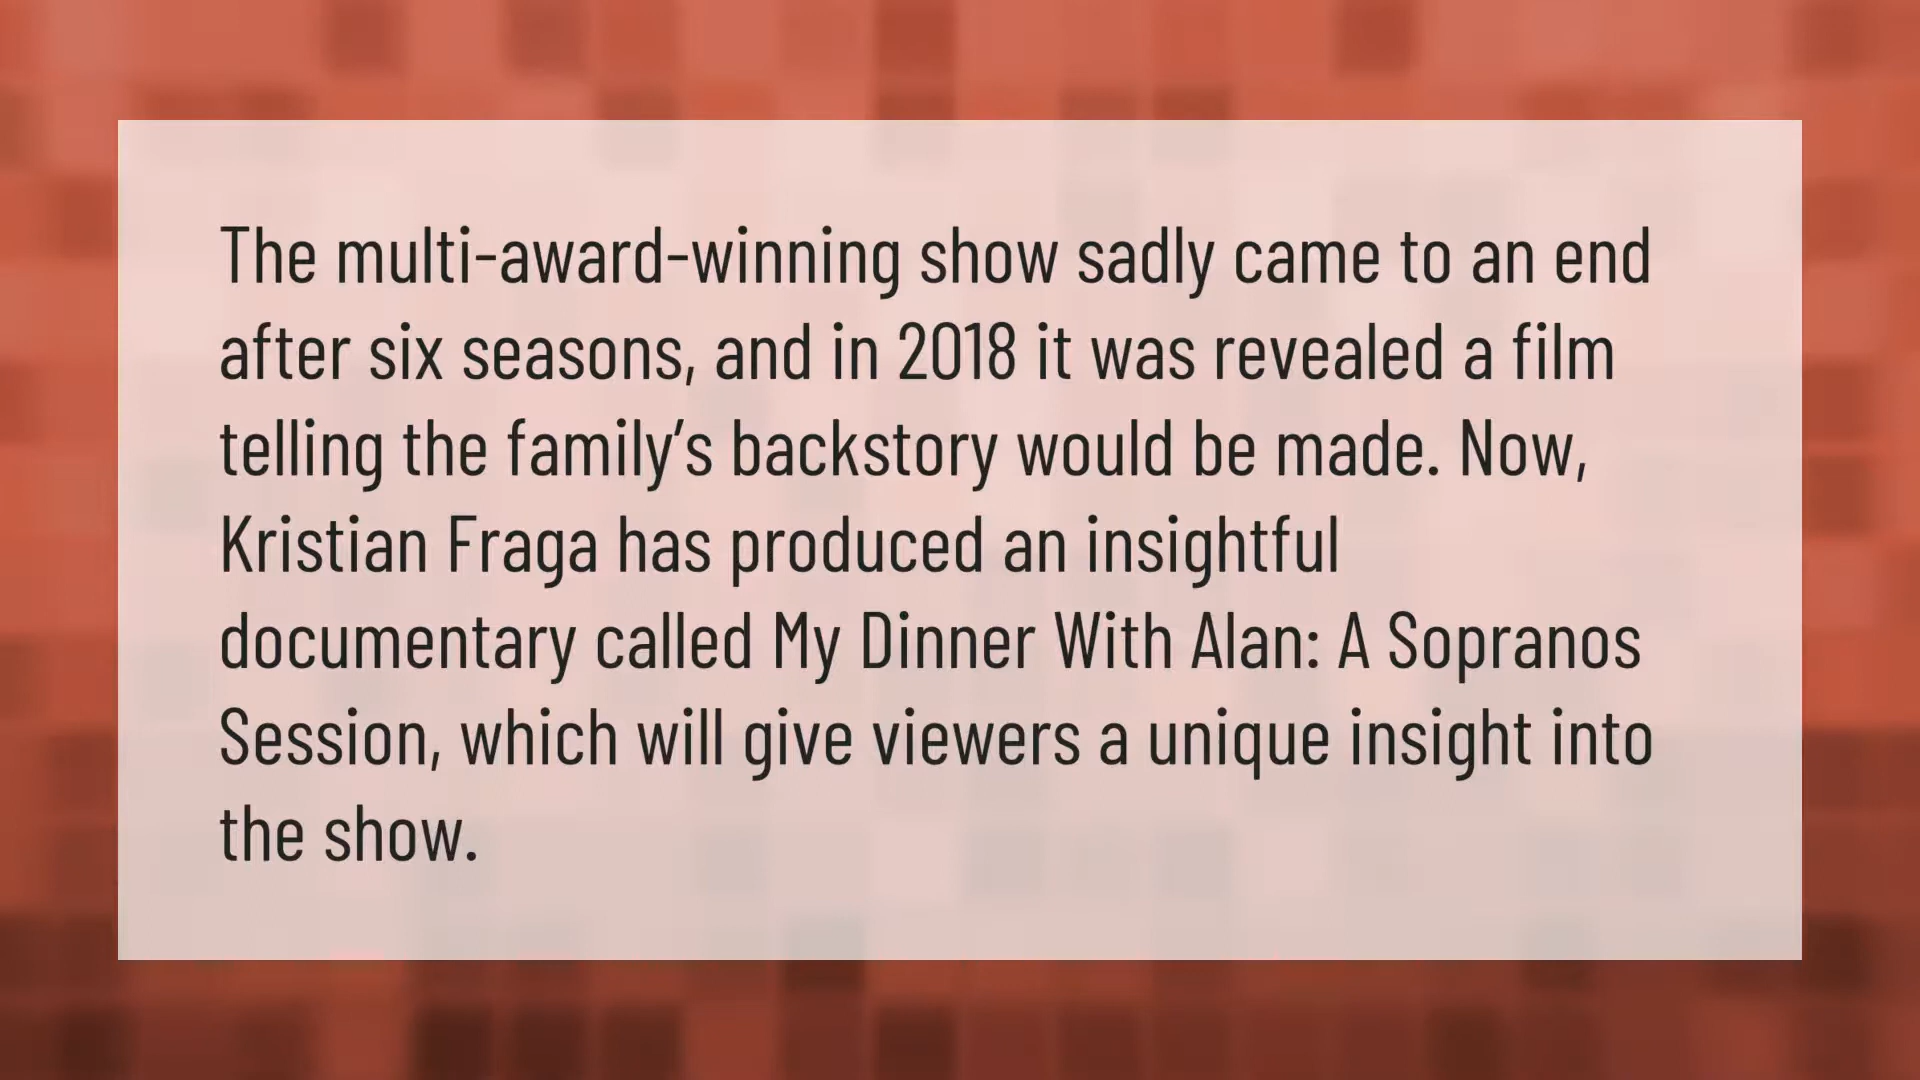 The multi-award-winning show sadly came to an end
after six seasons, and in 2018 it was revealed a film
telling the family’s backstory would be made. Now,
Kristian Fraga has produced an insightful
documentary called My Dinner With Alan: A Sopranos
Session, which will give viewers a unique insight into
the show.